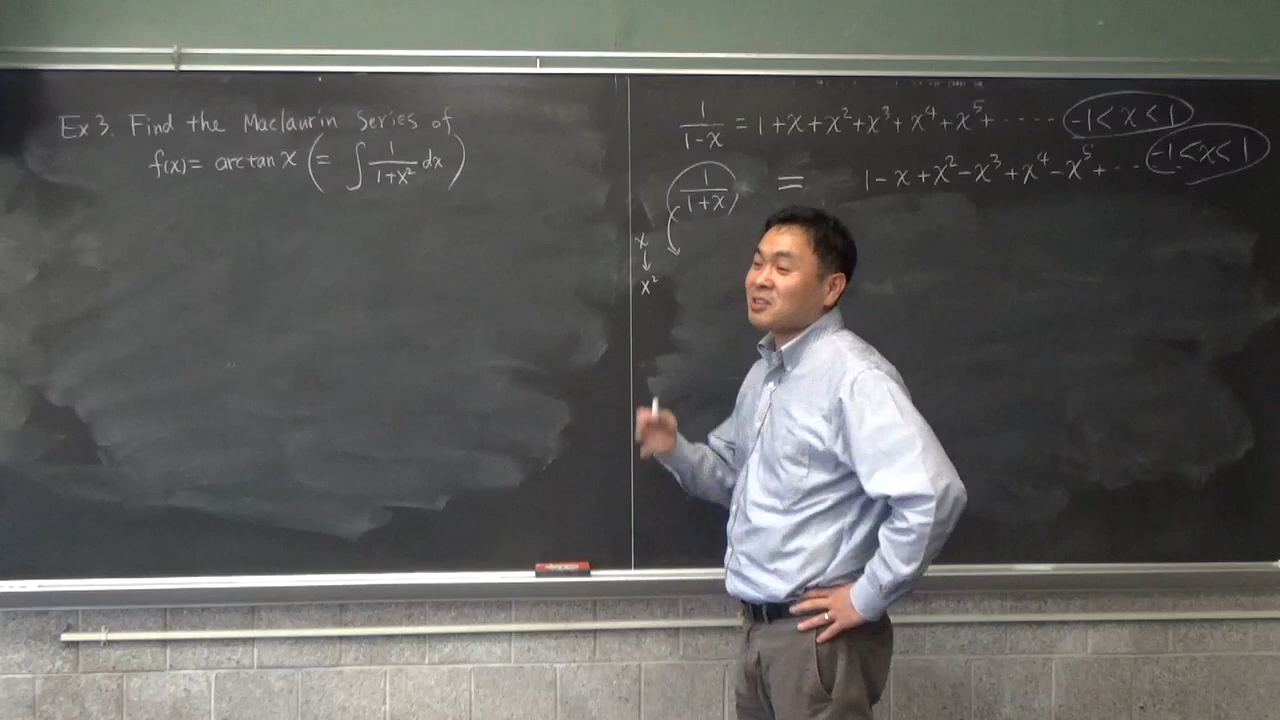 Ex 3. Find the Maclaurin Series of
f(x) = arctan x (= ∫ 1/(1+x²) dx)
1/(1-x) = 1+x+x²+x³+x⁴+x⁵+····· -1<x<1
1/(1+x) = 1-x+x²-x³+x⁴-x⁵+··· -1<x<1
x
↓
x²